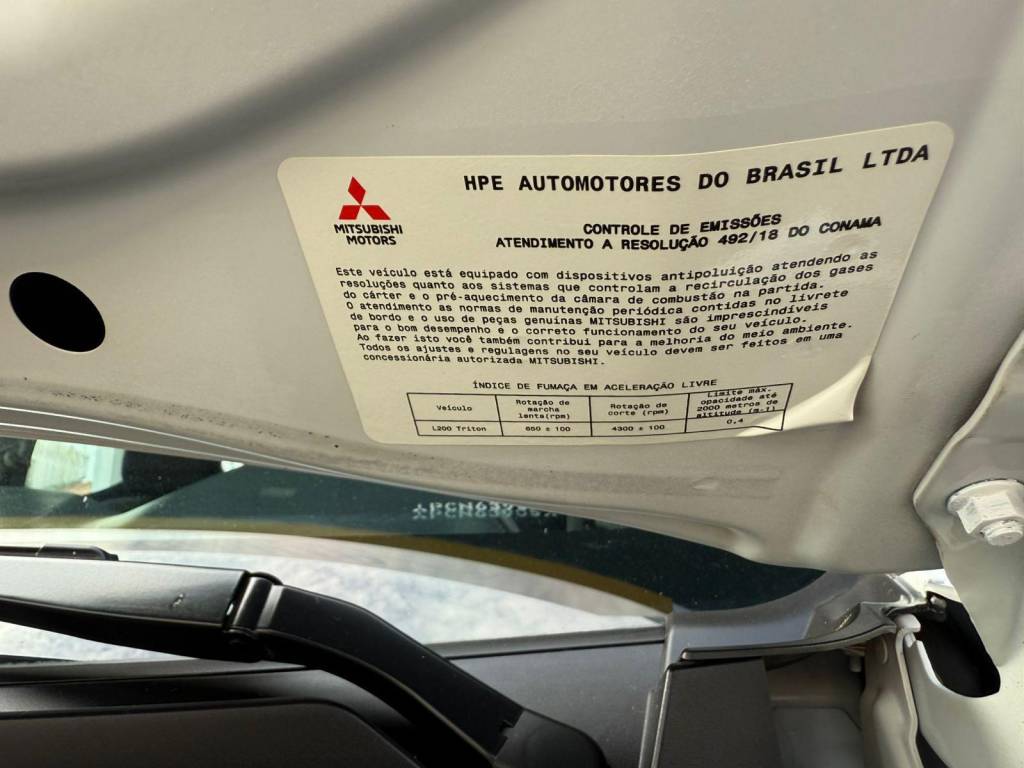 MITSUBISHI
MOTORS
HPE AUTOMOTORES DO BRASIL LTDA
CONTROLE DE EMISSÕES
ATENDIMENTO A RESOLUÇÃO 492/18 DO CONAMA
Este veículo está equipado com dispositivos antipoluição atendendo as
resoluções quanto aos sistemas que controlam a recirculação dos gases
do cárter e o pré-aquecimento da câmara de combustão na partida.
O atendimento as normas de manutenção periódica contidas no livrete
de bordo e o uso de peças genuínas MITSUBISHI são imprescindíveis
para o bom desempenho e o correto funcionamento do seu veículo.
Ao fazer isto você também contribui para a melhoria do meio ambiente.
Todos os ajustes e regulagens no seu veículo devem ser feitos em uma
concessionária autorizada MITSUBISHI.
ÍNDICE DE FUMAÇA EM ACELERAÇÃO LIVRE
Veículo
Rotação de
marcha
lenta(rpm)
Rotação de
corte (rpm)
Limite máx.
opacidade até
2000 metros de
altitude (m-1)
L200 Triton
850 ± 100
4300 ± 100
0,4